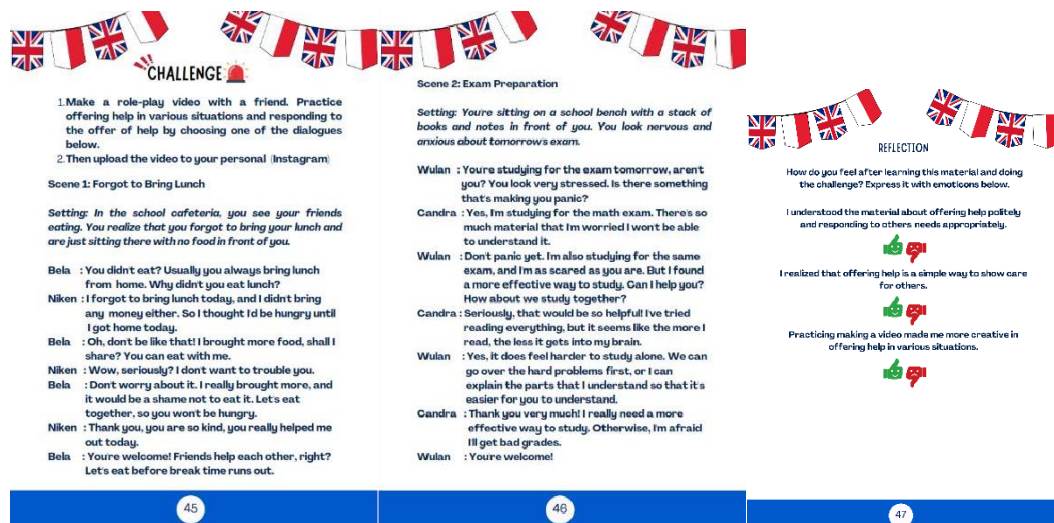 CHALLENGE
1.Make a role-play video with a friend. Practice
offering help in various situations and responding to
the offer of help by choosing one of the dialogues
below.
2.Then upload the video to your personal (Instagram)
Scene 1: Forgot to Bring Lunch
Setting: In the school cafeteria, you see your friends
eating. You realize that you forgot to bring your lunch and
are just sitting there with no food in front of you.
Bela : You didn't eat? Usually you always bring lunch
from home. Why didn't you eat lunch?
Niken : I forgot to bring lunch today, and I didn't bring
any money either. So I thought I'd be hungry until
I got home today.
Bela : Oh, don't be like that! I brought more food, shall I
share? You can eat with me.
Niken : Wow, seriously? I don't want to trouble you.
Bela : Don't worry about it. I really brought more, and
it would be a shame not to eat it. Let's eat
together, so you won't be hungry.
Niken : Thank you, you are so kind, you really helped me
out today.
Bela : You're welcome! Friends help each other, right?
Let's eat before break time runs out.
45
Scene 2: Exam Preparation
Setting: You're sitting on a school bench with a stack of
books and notes in front of you. You look nervous and
anxious about tomorrow's exam.
Wulan : You're studying for the exam tomorrow, aren't
you? You look very stressed. Is there something
that's making you panic?
Candra : Yes, I'm studying for the math exam. There's so
much material that I'm worried I won't be able
to understand it.
Wulan : Don't panic yet. I'm also studying for the same
exam, and I'm as scared as you are. But I found
a more effective way to study. Can I help you?
How about we study together?
Candra : Seriously, that would be so helpful! I've tried
reading everything, but it seems like the more I
read, the less it gets into my brain.
Wulan : Yes, it does feel harder to study alone. We can
go over the hard problems first, or I can
explain the parts that I understand so that it's
easier for you to understand.
Candra : Thank you very much! I really need a more
effective way to study. Otherwise, I'm afraid
I'll get bad grades.
Wulan : You're welcome!
46
REFLECTION
How do you feel after learning this material and doing
the challenge? Express it with emoticons below.
I understood the material about offering help politely
and responding to others needs appropriately.
I realized that offering help is a simple way to show care
for others.
Practicing making a video made me more creative in
offering help in various situations.
47